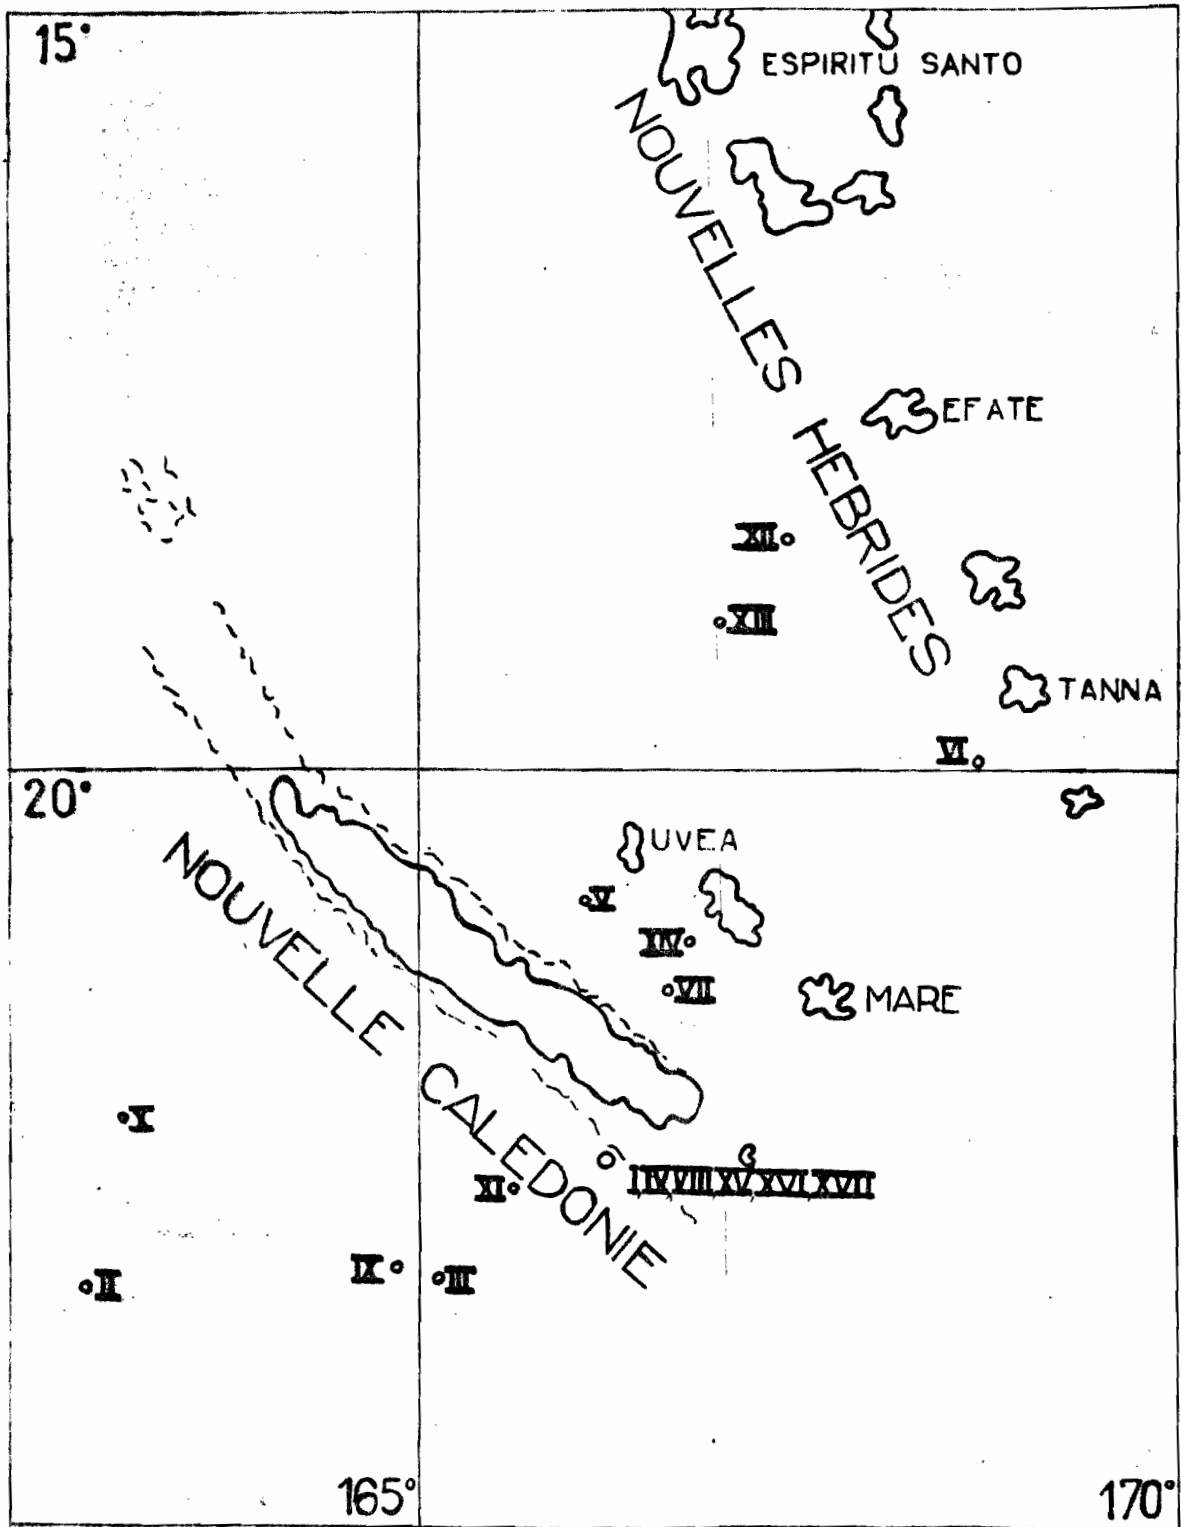 15°
ESPIRITU SANTO
NOUVELLES HEBRIDES
EFATE
XII
XIII
TANNA
VI
20°
UVEA
V
XIV
VII
MARE
NOUVELLE CALEDONIE
X
I IV VIII XV XVI XVII
XI
IX
III
II
165°
170°